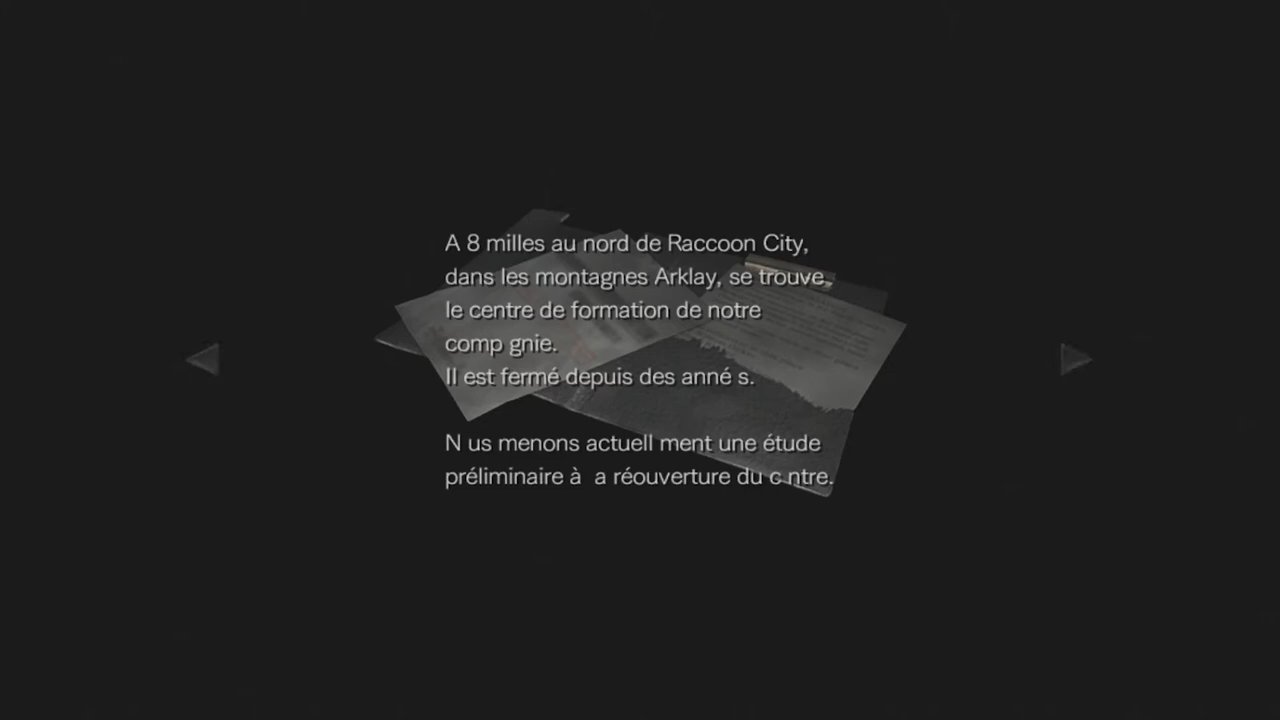 A 8 milles au nord de Raccoon City,
dans les montagnes Arklay, se trouve
le centre de formation de notre
comp gnie.
Il est fermé depuis des anné s.
N us menons actuell ment une étude
préliminaire à  a réouverture du c ntre.